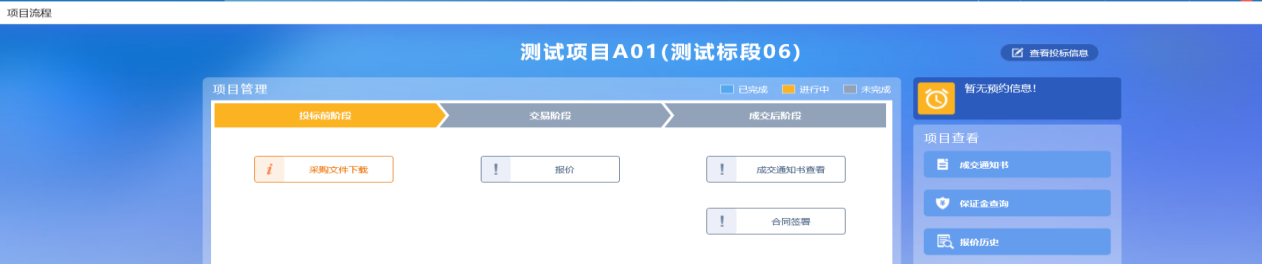 项目流程
测试项目A01(测试标段06)
查看投标信息
项目管理
已完成 进行中 未完成
投标前阶段 交易阶段 成交后阶段
i 采购文件下载
! 报价
! 成交通知书查看
! 合同签署
暂无预约信息!
项目查看
成交通知书
保证金查询
报价历史